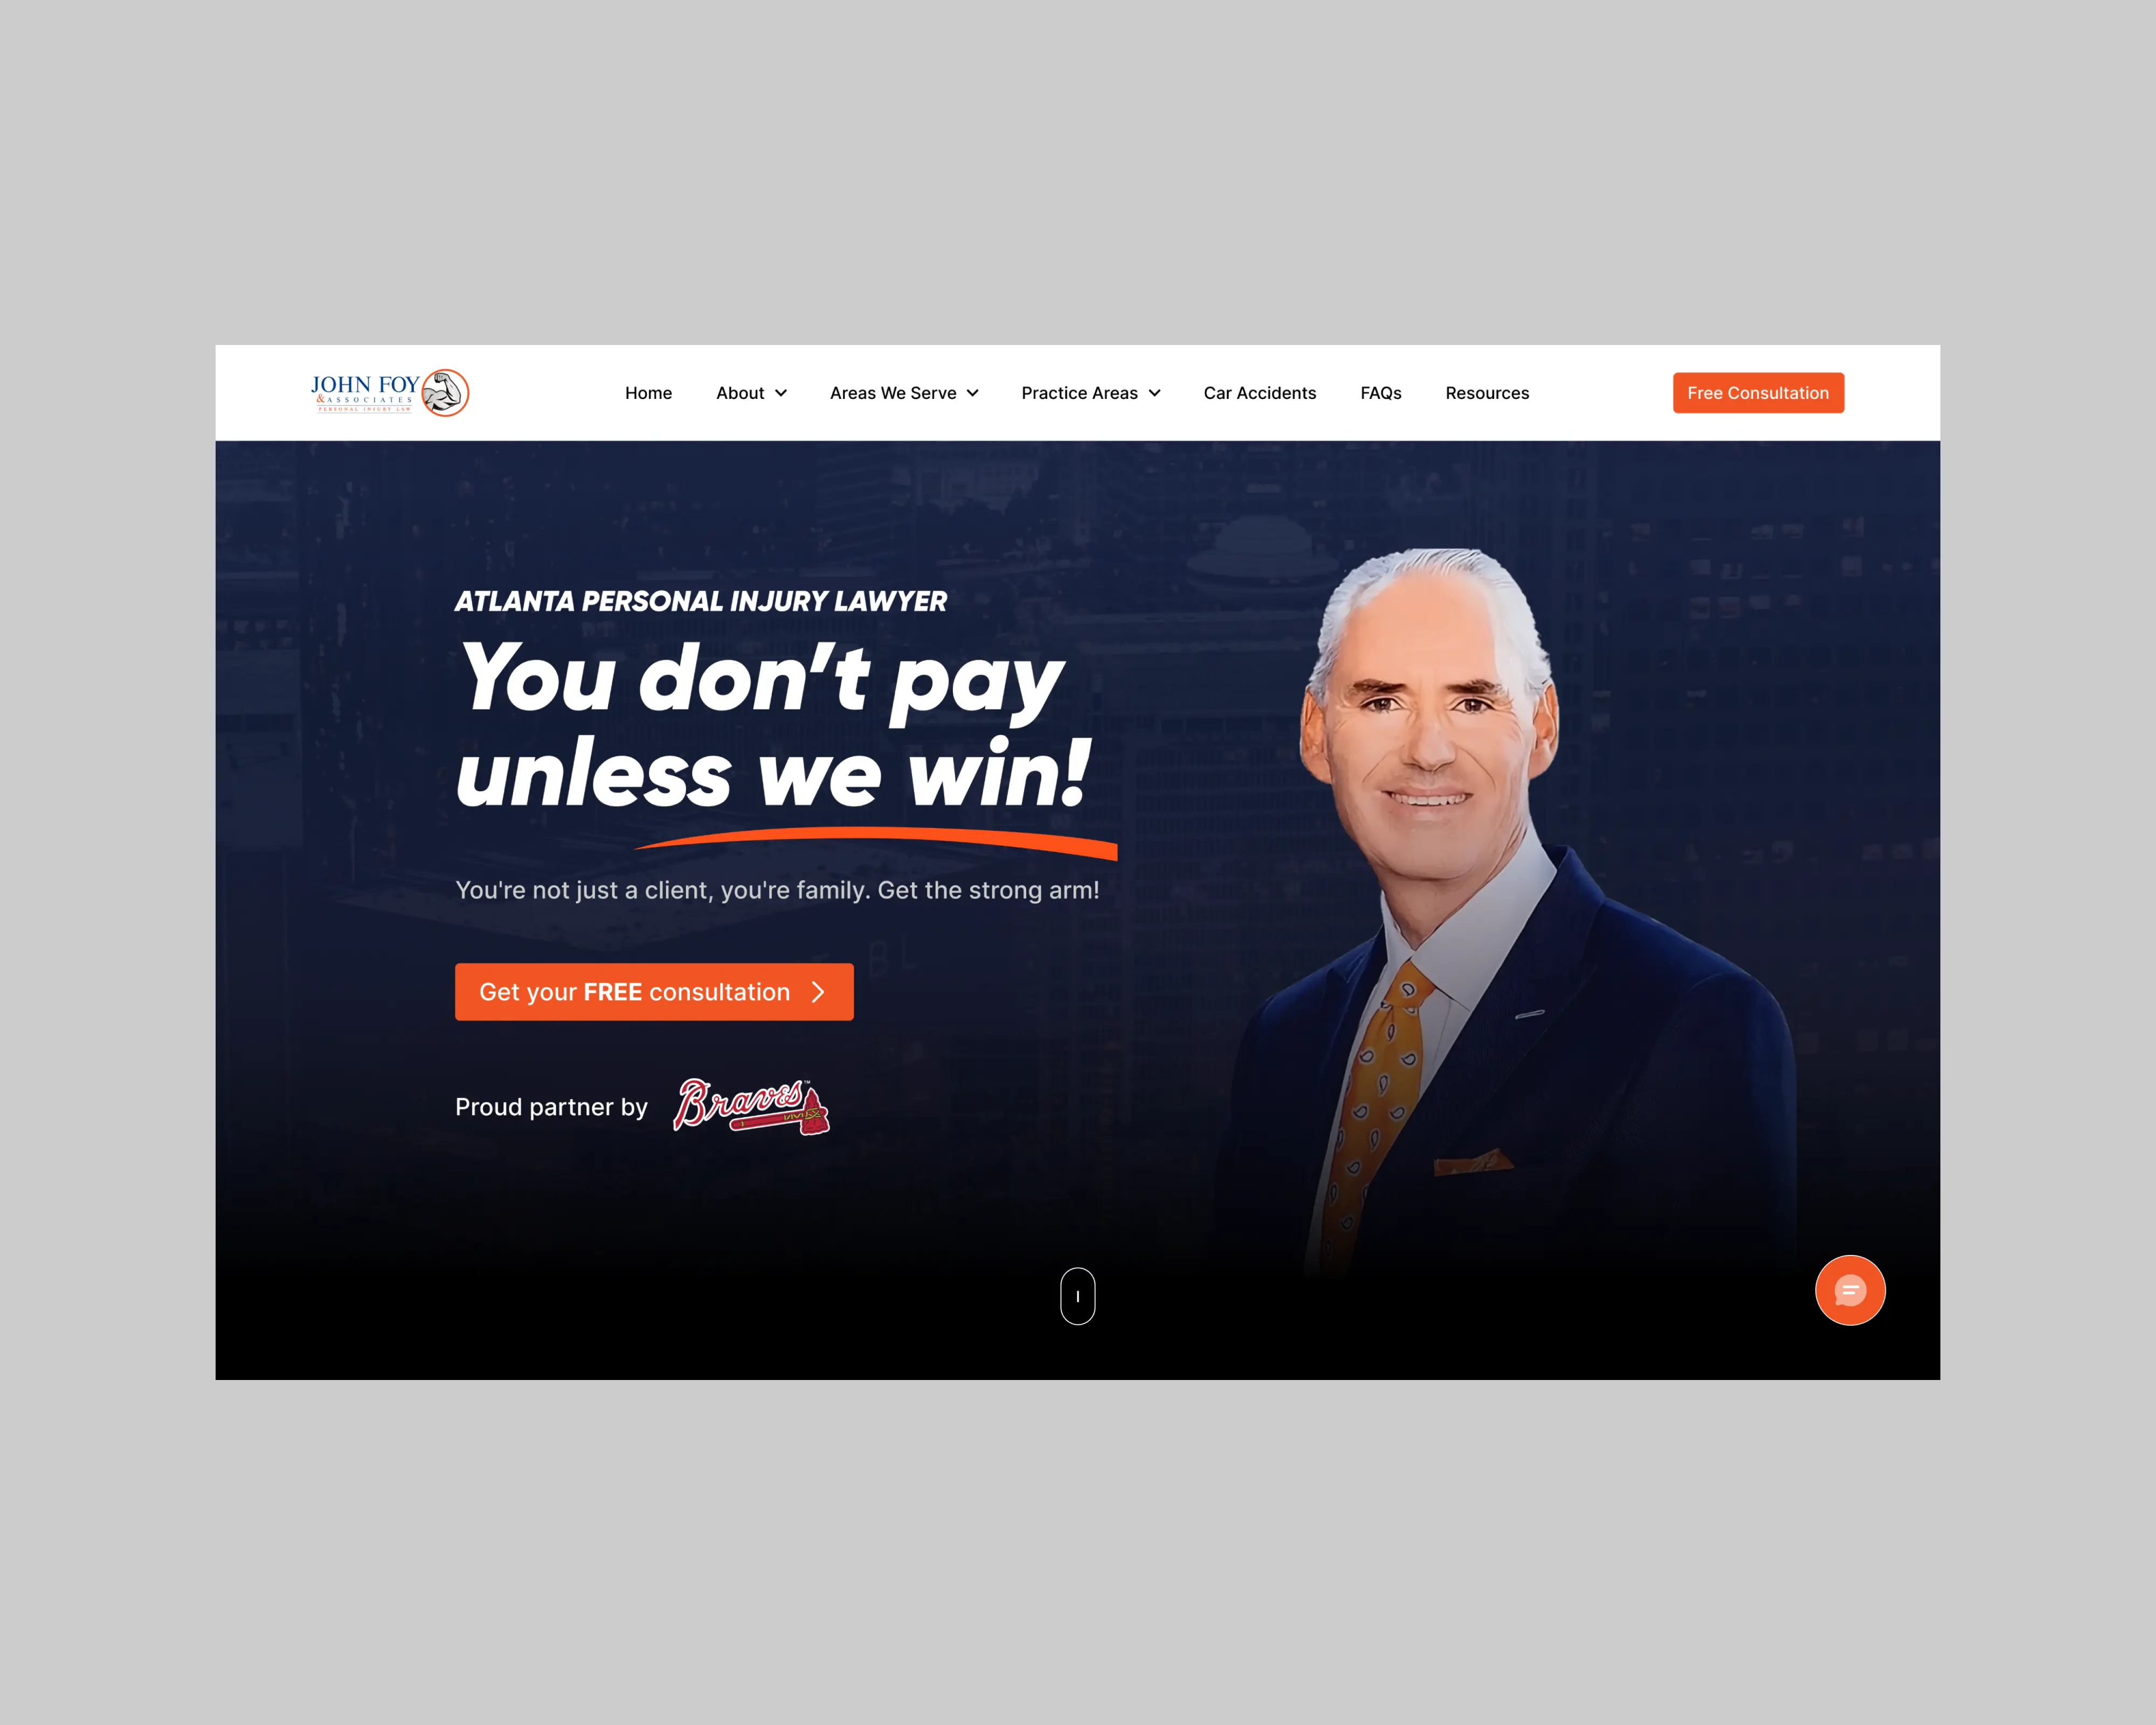 JOHN FOY
& ASSOCIATES
PERSONAL INJURY LAW
Home
About
Areas We Serve
Practice Areas
Car Accidents
FAQs
Resources
Free Consultation
ATLANTA PERSONAL INJURY LAWYER
You don't pay
unless we win!
You're not just a client, you're family. Get the strong arm!
Get your FREE consultation
Proud partner by
Braves™
BL